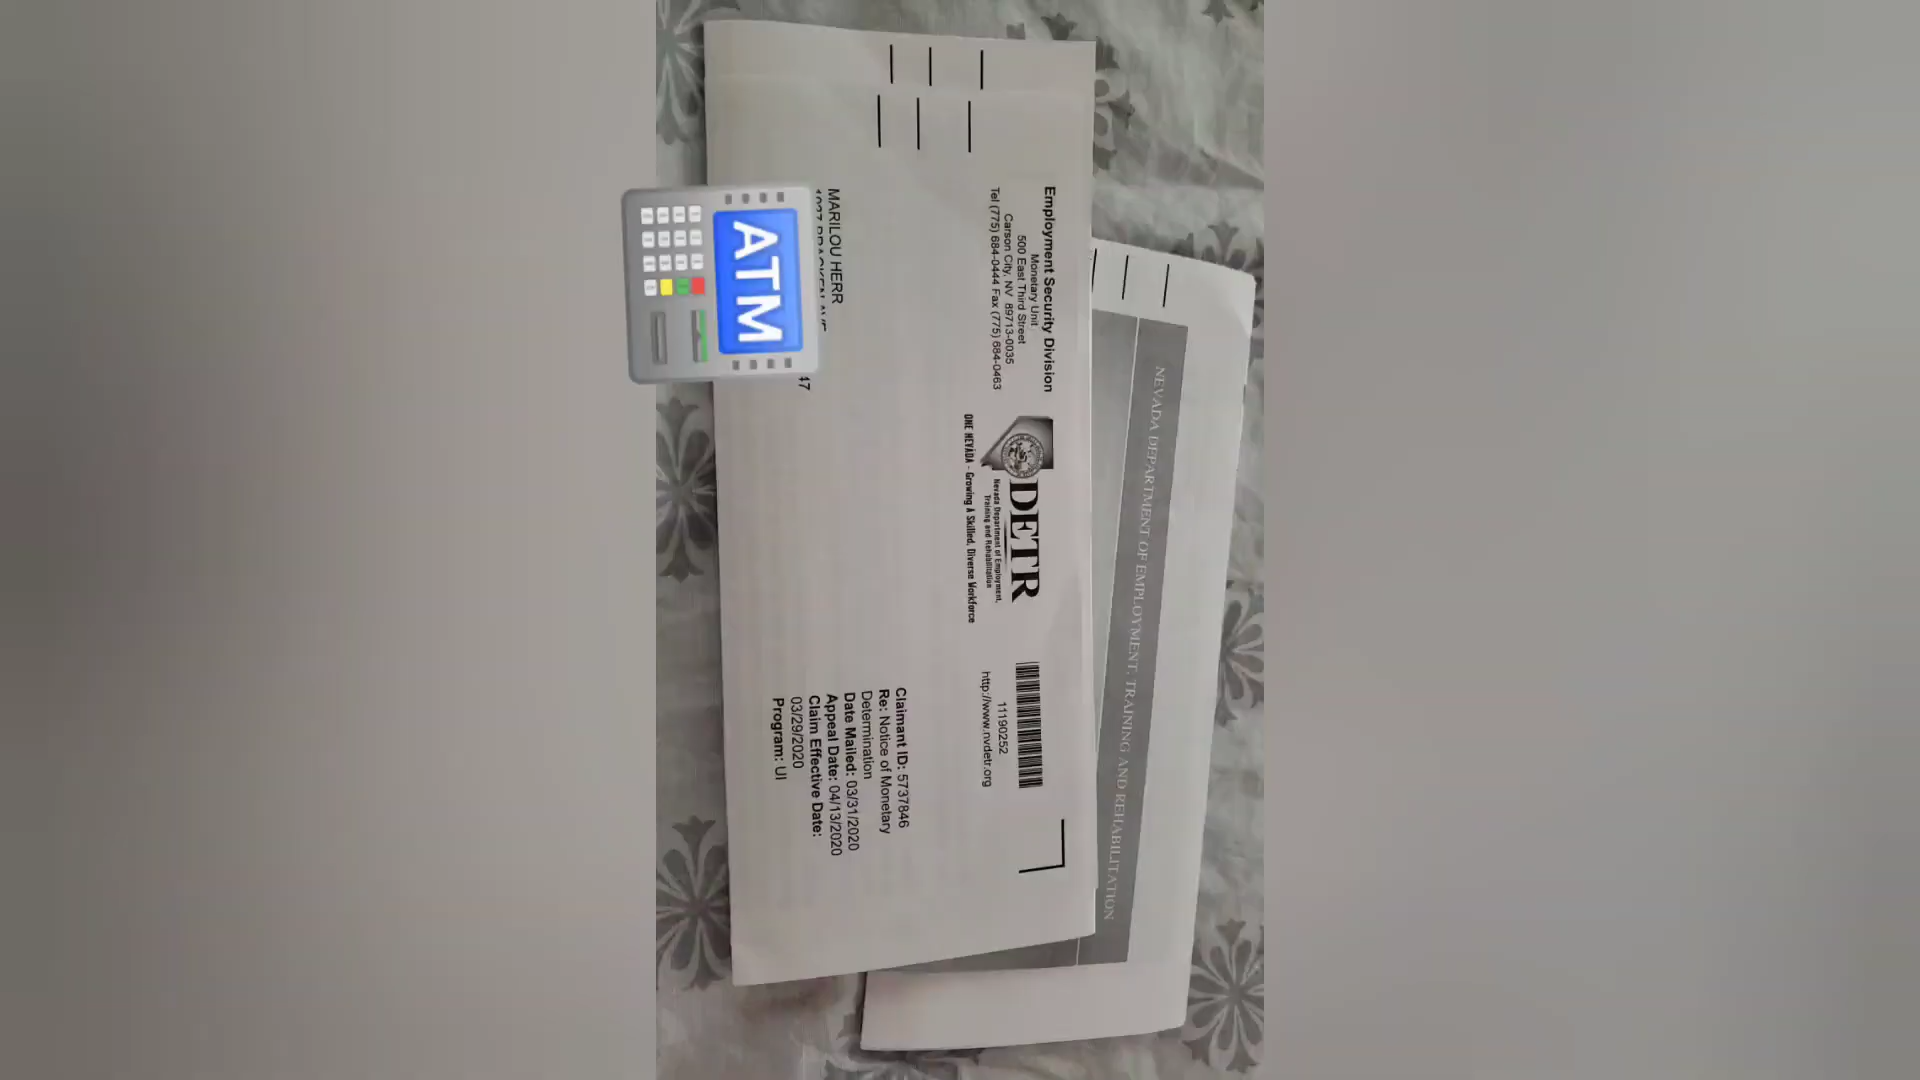 Employment Security Division
Monetary Unit
500 East Third Street
Carson City, NV 89713-0035
Tel (775) 684-0444 Fax (775) 684-0463
DETR
Nevada Department of Employment,
Training and Rehabilitation
ONE NEVADA - Growing A Skilled, Diverse Workforce
11190252
http://www.nvdetr.org
MARILOU HERR
47
ATM
Claimant ID: 5737846
Re: Notice of Monetary
Determination
Date Mailed: 03/31/2020
Appeal Date: 04/13/2020
Claim Effective Date:
03/29/2020
Program: UI
NEVADA DEPARTMENT OF EMPLOYMENT, TRAINING AND REHABILITATION